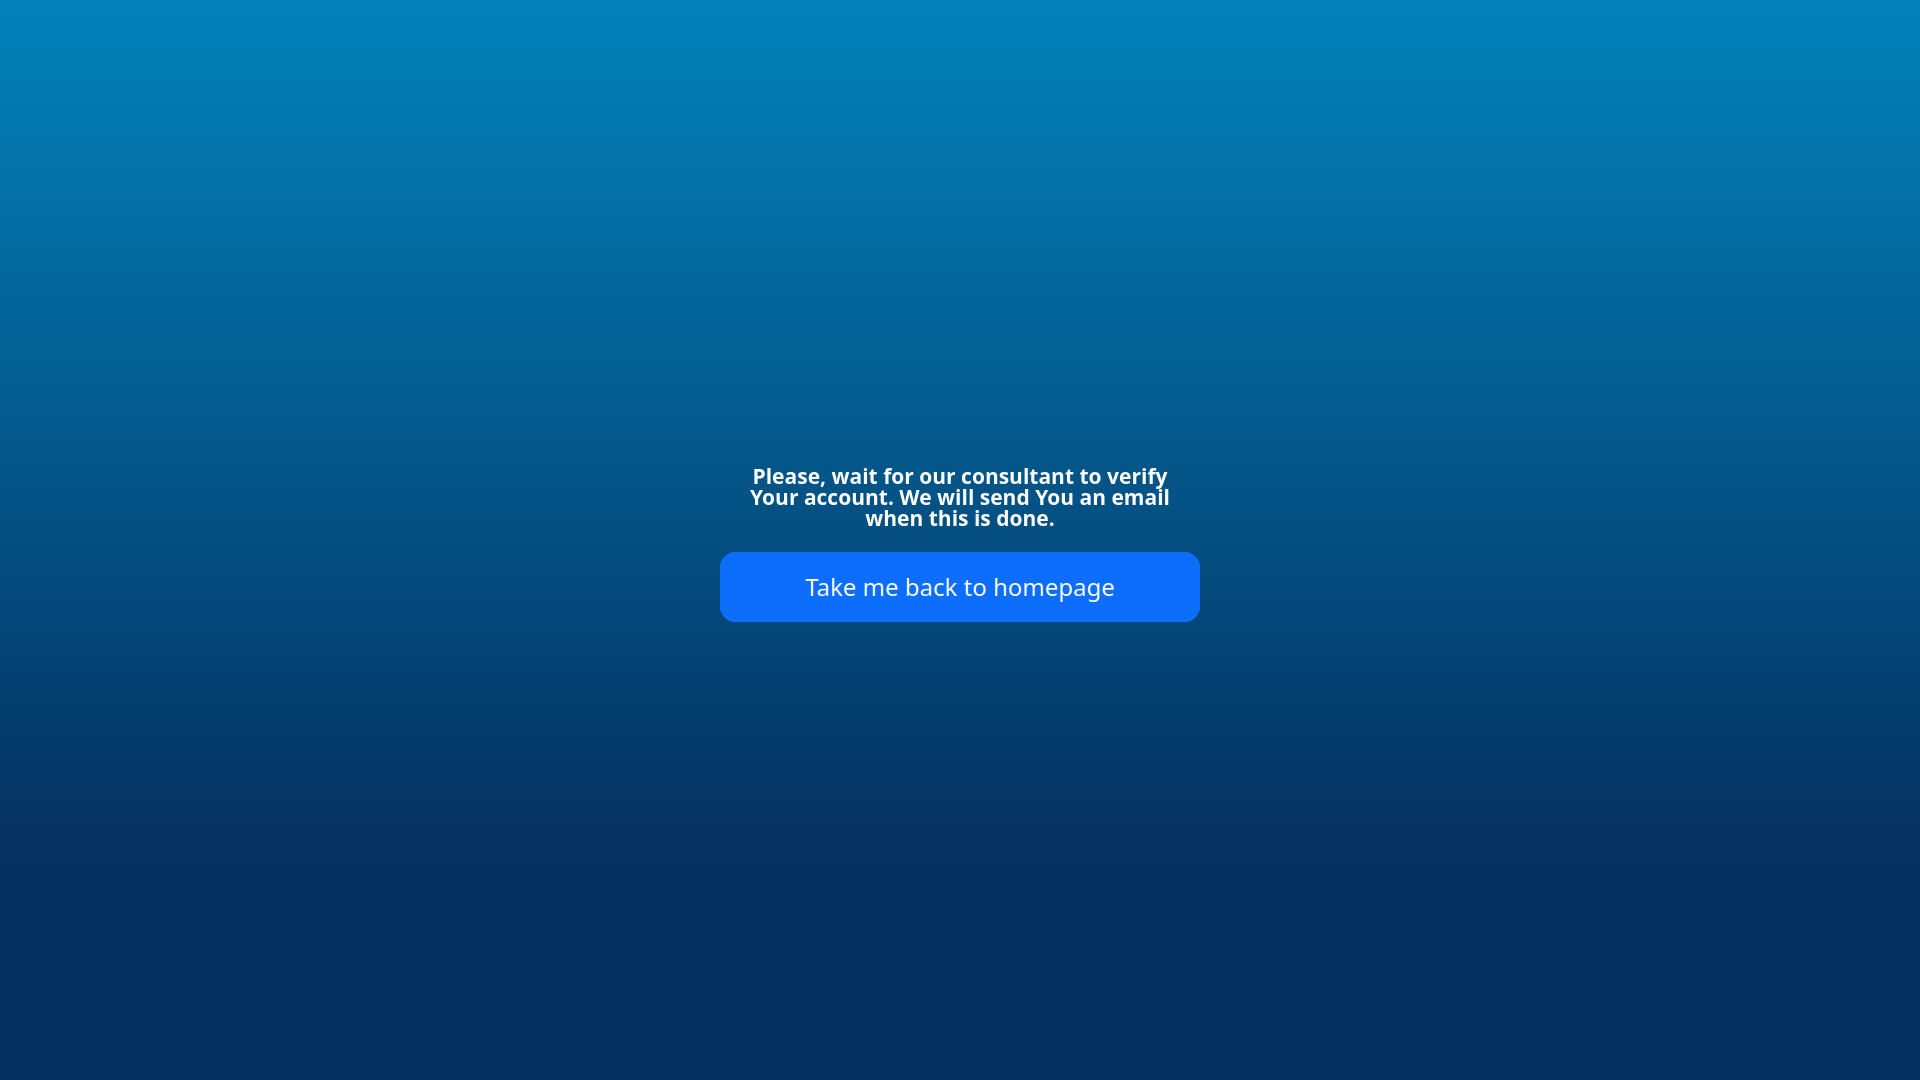 Please, wait for our consultant to verify
Your account. We will send You an email
when this is done.
Take me back to homepage